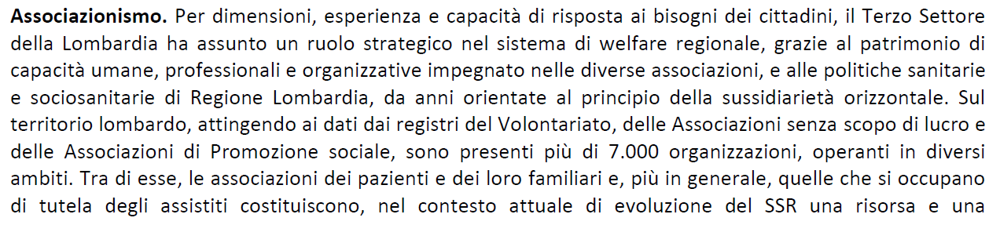 Associazionismo. Per dimensioni, esperienza e capacità di risposta ai bisogni dei cittadini, il Terzo Settore
della Lombardia ha assunto un ruolo strategico nel sistema di welfare regionale, grazie al patrimonio di
capacità umane, professionali e organizzative impegnato nelle diverse associazioni, e alle politiche sanitarie
e sociosanitarie di Regione Lombardia, da anni orientate al principio della sussidiarietà orizzontale. Sul
territorio lombardo, attingendo ai dati dai registri del Volontariato, delle Associazioni senza scopo di lucro e
delle Associazioni di Promozione sociale, sono presenti più di 7.000 organizzazioni, operanti in diversi
ambiti. Tra di esse, le associazioni dei pazienti e dei loro familiari e, più in generale, quelle che si occupano
di tutela degli assistiti costituiscono, nel contesto attuale di evoluzione del SSR una risorsa e una